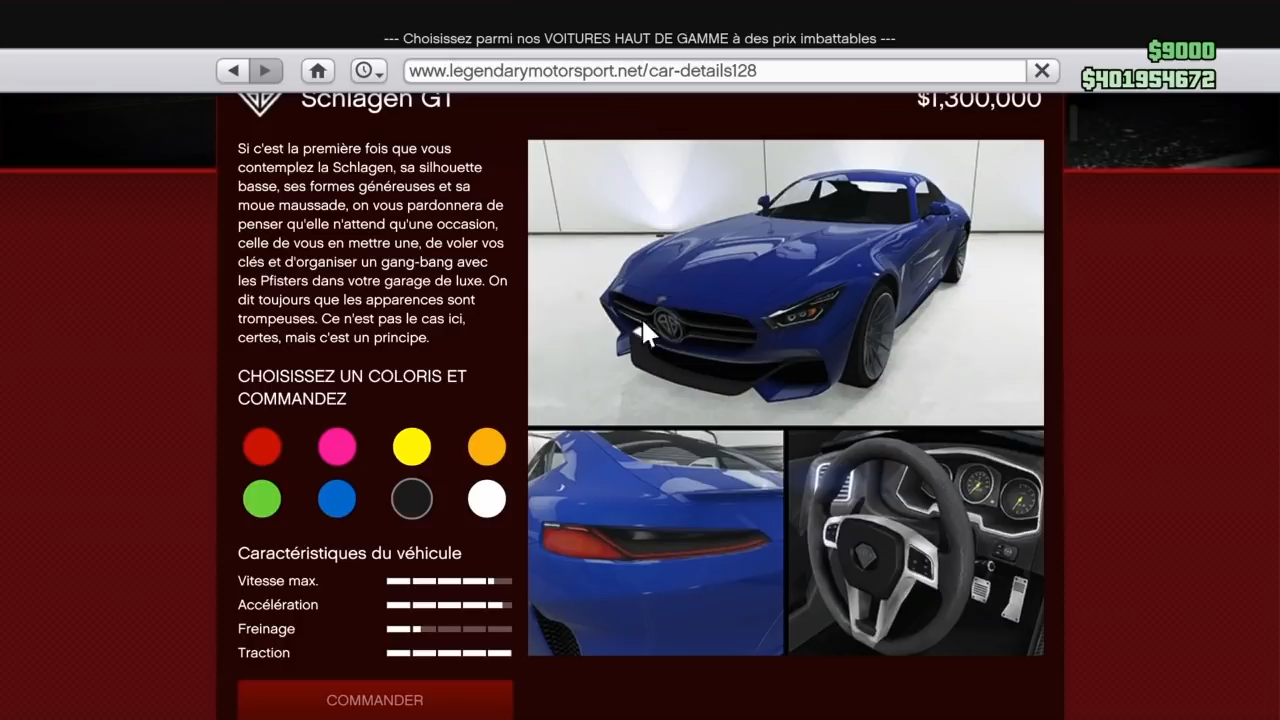 --- Choisissez parmi nos VOITURES HAUT DE GAMME à des prix imbattables ---
$9000
www.legendarymotorsport.net/car-details128
$401954672
Schlagen GT
$1,300,000
Si c'est la première fois que vous
contemplez la Schlagen, sa silhouette
basse, ses formes généreuses et sa
moue maussade, on vous pardonnera de
penser qu'elle n'attend qu'une occasion,
celle de vous en mettre une, de voler vos
clés et d'organiser un gang-bang avec
les Pfisters dans votre garage de luxe. On
dit toujours que les apparences sont
trompeuses. Ce n'est pas le cas ici,
certes, mais c'est un principe.
CHOISISSEZ UN COLORIS ET
COMMANDEZ
Caractéristiques du véhicule
Vitesse max.
Accélération
Freinage
Traction
COMMANDER